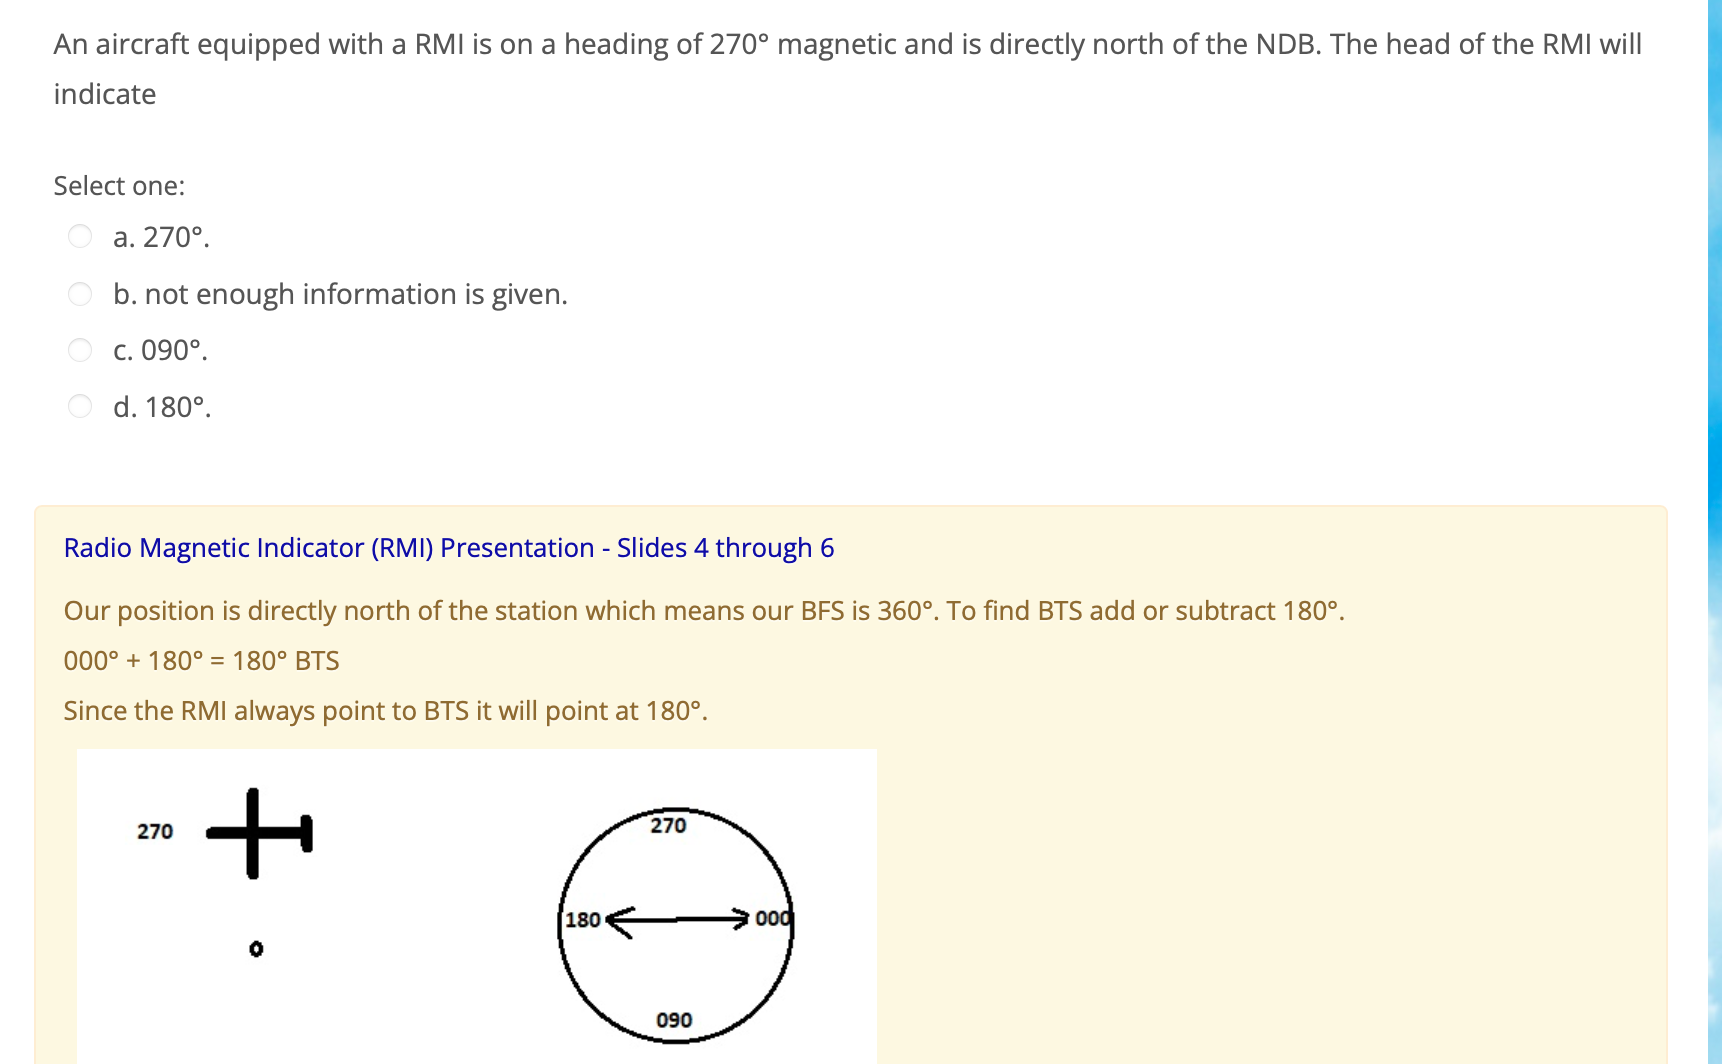 An aircraft equipped with a RMI is on a heading of 270° magnetic and is directly north of the NDB. The head of the RMI will
indicate
Select one:
a. 270°.
b. not enough information is given.
c. 090°.
d. 180°.
Radio Magnetic Indicator (RMI) Presentation - Slides 4 through 6
Our position is directly north of the station which means our BFS is 360°. To find BTS add or subtract 180°.
000° + 180° = 180° BTS
Since the RMI always point to BTS it will point at 180°.
270
270
180
000
090